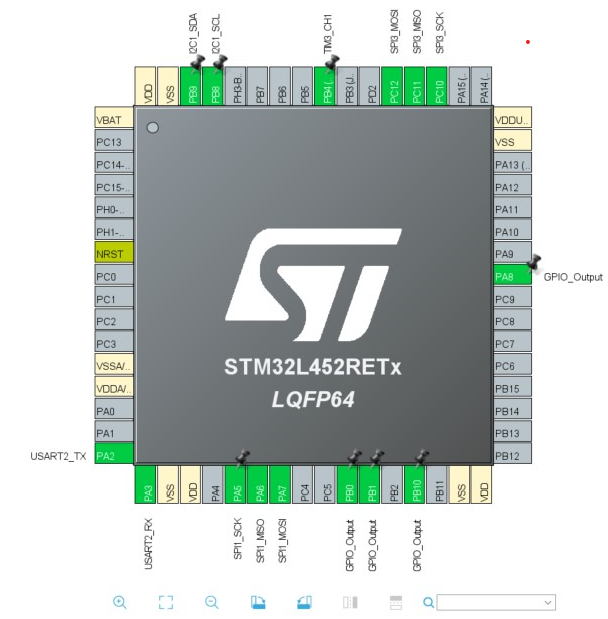 I2C1_SDA
I2C1_SCL
TIM3_CH1
SPI3_MOSI
SPI3_MISO
SPI3_SCK
VDD
VSS
PB9
PB8
PH3-B..
PB7
PB6
PB5
PB4 (..
PB3 (J..
PD2
PC12
PC11
PC10
PA15 (..
PA14 (..
VBAT
PC13
PC14-..
PC15-..
PH0-..
PH1-..
NRST
PC0
PC1
PC2
PC3
VSSA/..
VDDA/..
PA0
PA1
USART2_TX PA2
VDDU..
VSS
PA13 (..
PA12
PA11
PA10
PA9
PA8 GPIO_Output
PC9
PC8
PC7
PC6
PB15
PB14
PB13
PB12
STM32L452RETx
LQFP64
PA3
VSS
VDD
PA4
PA5
PA6
PA7
PC4
PC5
PB0
PB1
PB2
PB10
PB11
VSS
VDD
USART2_RX
SPI1_SCK
SPI1_MISO
SPI1_MOSI
GPIO_Output
GPIO_Output
GPIO_Output